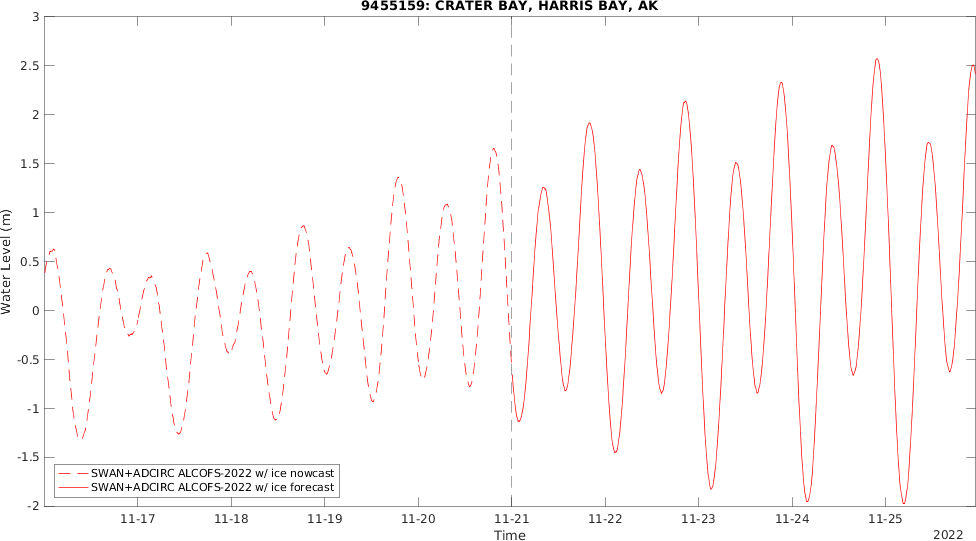 9455159: CRATER BAY, HARRIS BAY, AK
3
2.5
2
1.5
1
0.5
0
-0.5
-1
-1.5
-2
Water Level (m)
SWAN+ADCIRC ALCOFS-2022 w/ ice nowcast
SWAN+ADCIRC ALCOFS-2022 w/ ice forecast
11-17 11-18 11-19 11-20 11-21 11-22 11-23 11-24 11-25
Time
2022